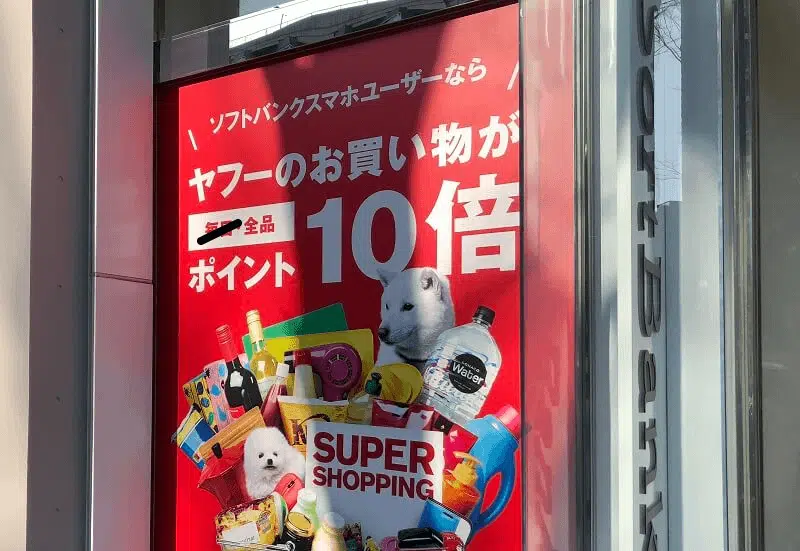 ソフトバンクスマホユーザーなら
ヤフーのお買い物が
全品
ポイント
10倍
Water
SUPER
SHOPPING
SoftBank